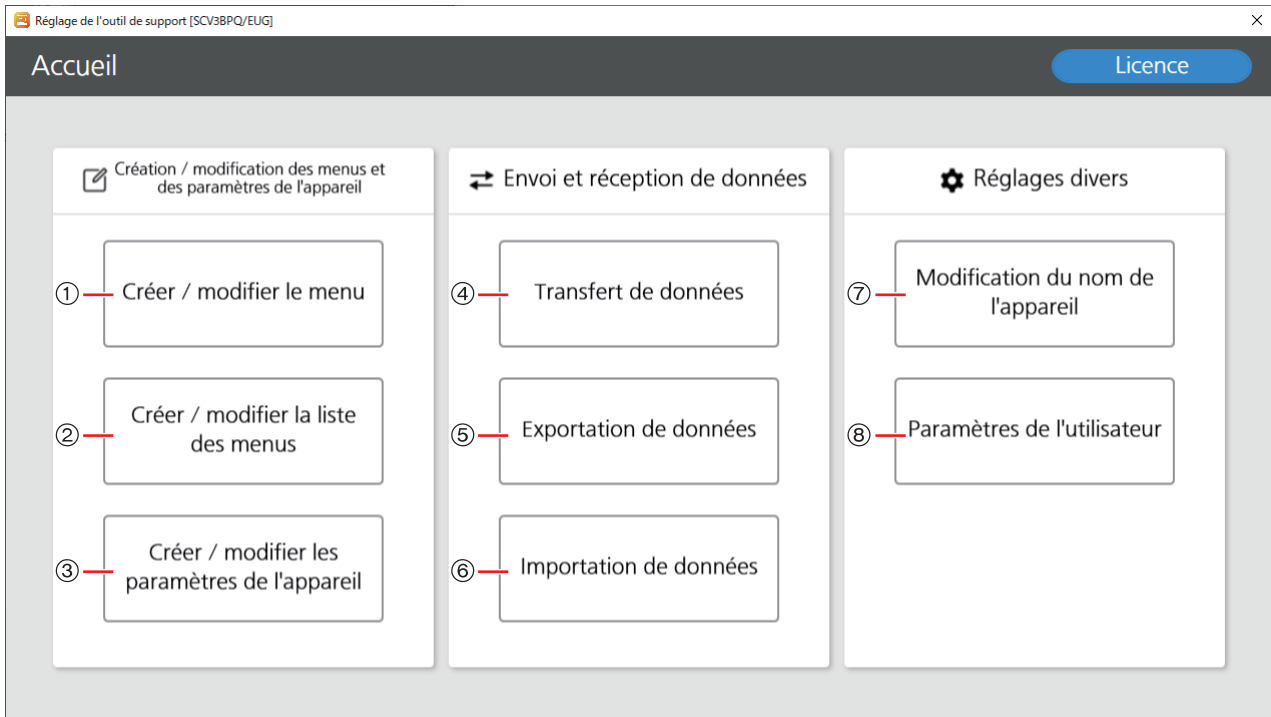 Réglage de l'outil de support [SCV3BPQ/EUG]
Accueil
Licence
Création / modification des menus et
des paramètres de l'appareil
① Créer / modifier le menu
② Créer / modifier la liste
des menus
③ Créer / modifier les
paramètres de l'appareil
Envoi et réception de données
④ Transfert de données
⑤ Exportation de données
⑥ Importation de données
Réglages divers
⑦ Modification du nom de
l'appareil
⑧ Paramètres de l'utilisateur